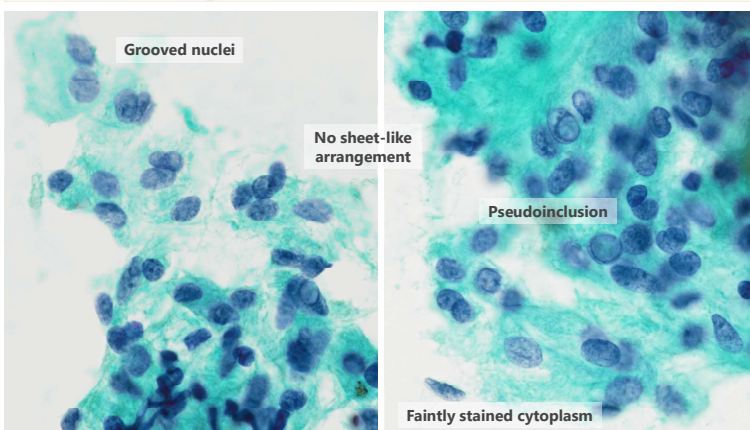 Grooved nuclei
No sheet-like
arrangement
Pseudoinclusion
Faintly stained cytoplasm